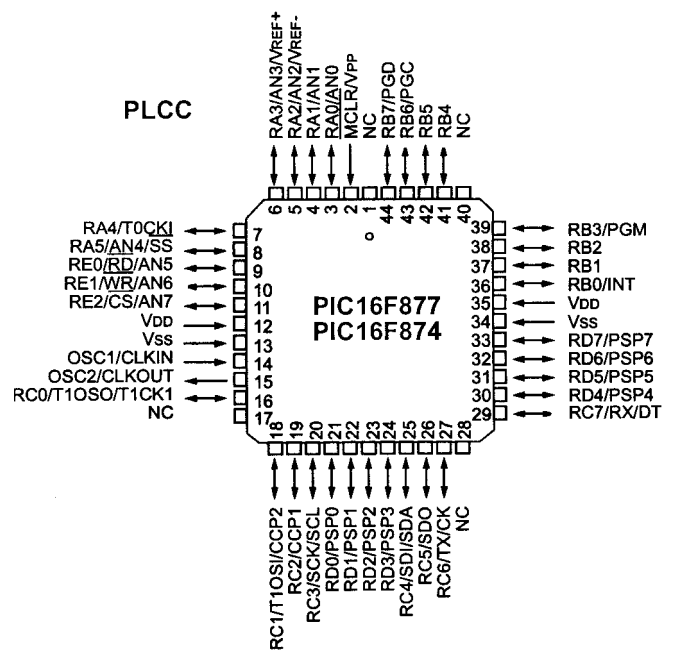 PLCC
RA3/AN3/VREF+
RA2/AN2/VREF-
RA1/AN1
RA0/AN0
MCLR/VPP
NC
RB7/PGD
RB6/PGC
RB5
RB4
NC
6 5 4 3 2 1 44 43 42 41 40
RA4/T0CKI 7
RA5/AN4/SS 8
RE0/RD/AN5 9
RE1/WR/AN6 10
RE2/CS/AN7 11
VDD 12
VSS 13
OSC1/CLKIN 14
OSC2/CLKOUT 15
RC0/T1OSO/T1CK1 16
NC 17
PIC16F877
PIC16F874
39 RB3/PGM
38 RB2
37 RB1
36 RB0/INT
35 VDD
34 VSS
33 RD7/PSP7
32 RD6/PSP6
31 RD5/PSP5
30 RD4/PSP4
29 RC7/RX/DT
18 19 20 21 22 23 24 25 26 27 28
RC1/T1OSI/CCP2
RC2/CCP1
RC3/SCK/SCL
RD0/PSP0
RD1/PSP1
RD2/PSP2
RD3/PSP3
RC4/SDI/SDA
RC5/SDO
RC6/TX/CK
NC